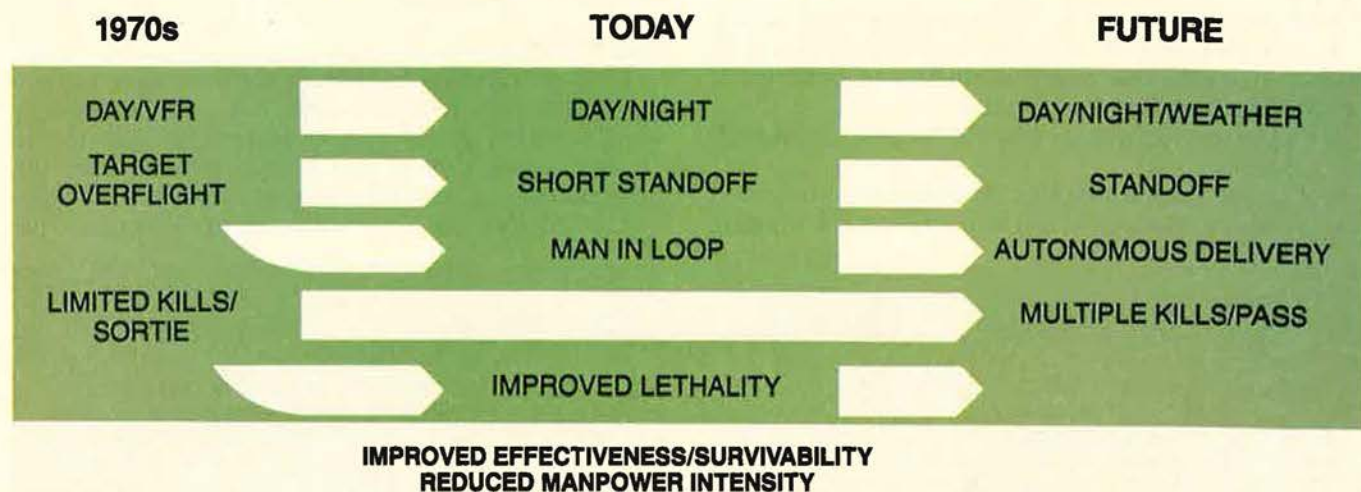 1970s TODAY FUTURE
DAY/VFR DAY/NIGHT DAY/NIGHT/WEATHER
TARGET
OVERFLIGHT SHORT STANDOFF STANDOFF
MAN IN LOOP AUTONOMOUS DELIVERY
LIMITED KILLS/
SORTIE MULTIPLE KILLS/PASS
IMPROVED LETHALITY
IMPROVED EFFECTIVENESS/SURVIVABILITY
REDUCED MANPOWER INTENSITY